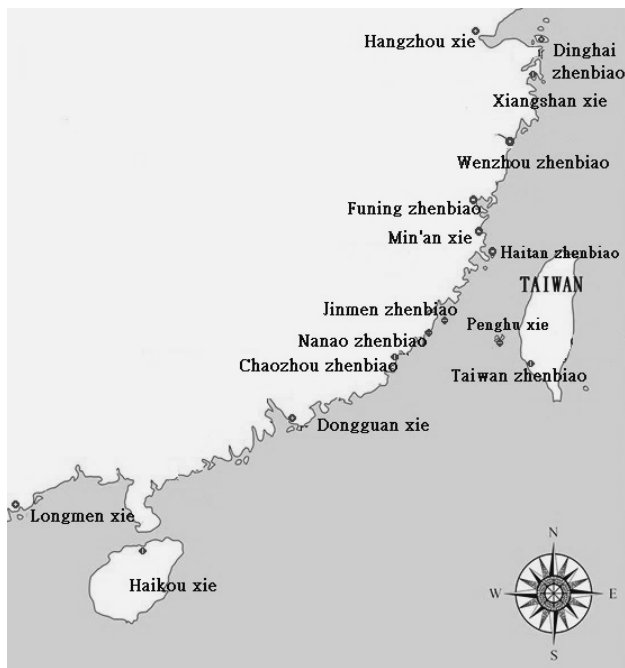 Hangzhou xie
Dinghai
zhenbiao
Xiangshan xie
Wenzhou zhenbiao
Funing zhenbiao
Min'an xie
Haitan zhenbiao
TAIWAN
Jinmen zhenbiao
Penghu xie
Nanao zhenbiao
Chaozhou zhenbiao
Taiwan zhenbiao
Dongguan xie
Longmen xie
Haikou xie
N
W
E
S